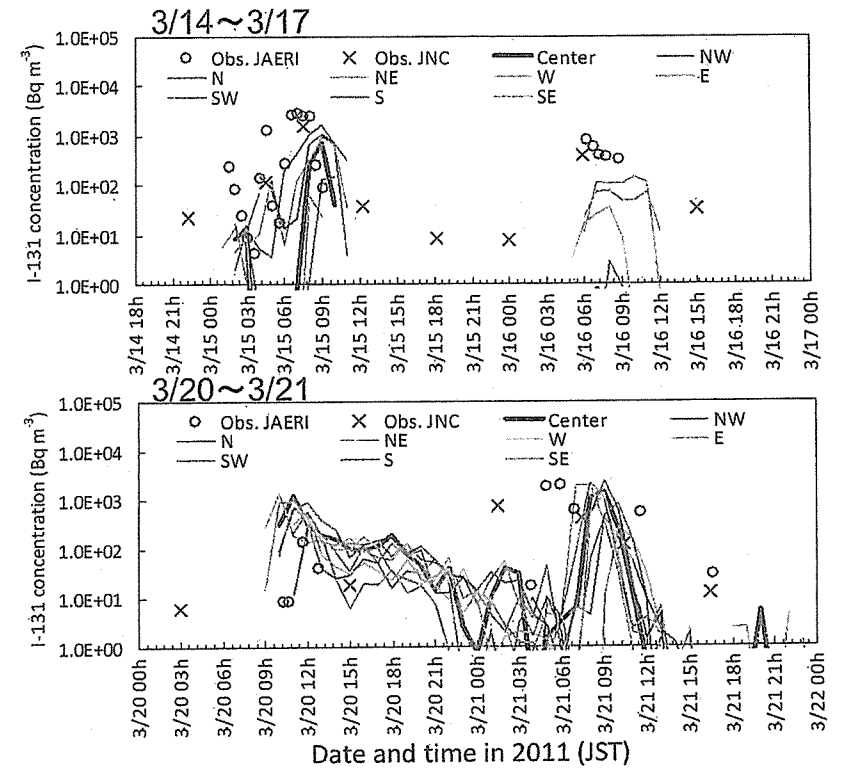 3/14～3/17
I-131 concentration (Bq m⁻³)
1.0E+05
1.0E+04
1.0E+03
1.0E+02
1.0E+01
1.0E+00
Obs. JAERI Obs. JNC Center NW
N NE W E
SW S SE
3/14 18h 3/14 21h 3/15 00h 3/15 03h 3/15 06h 3/15 09h 3/15 12h 3/15 15h 3/15 18h 3/15 21h 3/16 00h 3/16 03h 3/16 06h 3/16 09h 3/16 12h 3/16 15h 3/16 18h 3/16 21h 3/17 00h
3/20～3/21
I-131 concentration (Bq m⁻³)
1.0E+05
1.0E+04
1.0E+03
1.0E+02
1.0E+01
1.0E+00
Obs. JAERI Obs. JNC Center NW
N NE W E
SW S SE
3/20 00h 3/20 03h 3/20 06h 3/20 09h 3/20 12h 3/20 15h 3/20 18h 3/20 21h 3/21 00h 3/21 03h 3/21 06h 3/21 09h 3/21 12h 3/21 15h 3/21 18h 3/21 21h 3/22 00h
Date and time in 2011 (JST)